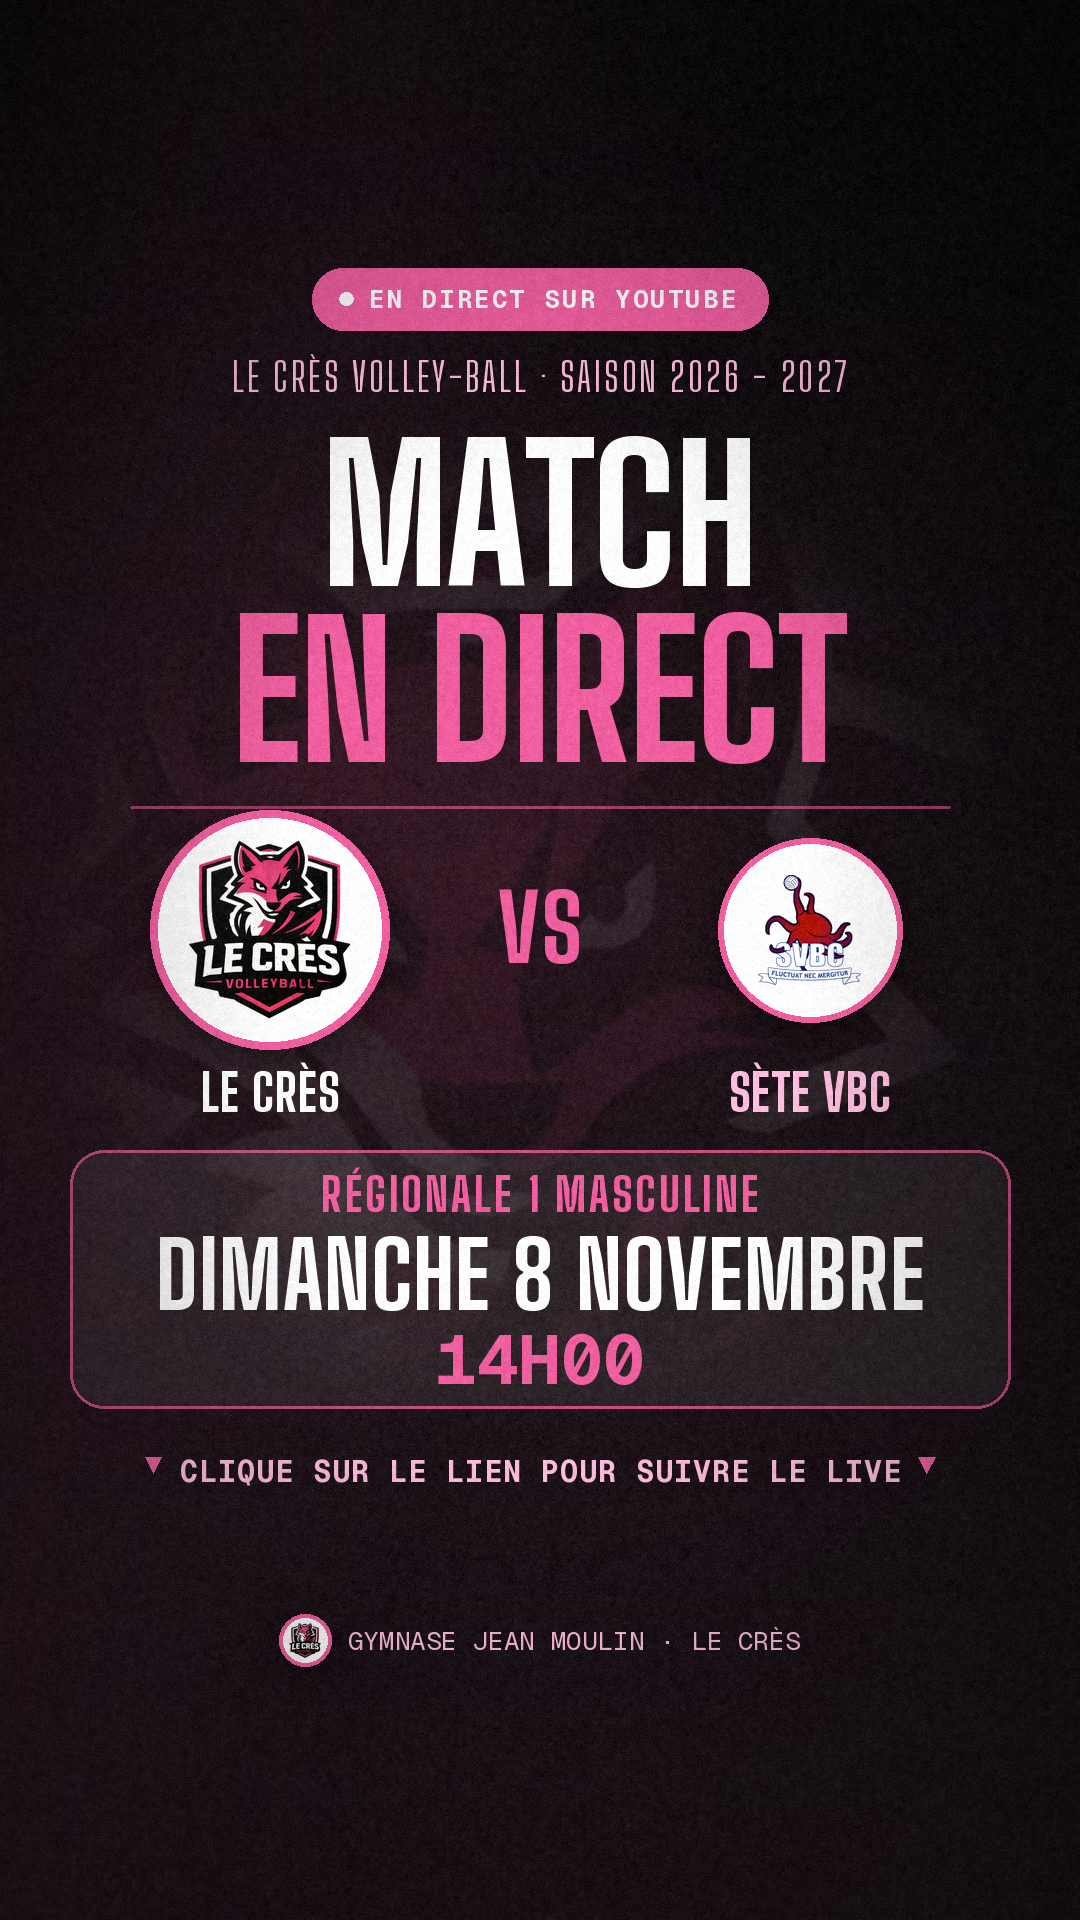 EN DIRECT SUR YOUTUBE
LE CRÈS VOLLEY-BALL · SAISON 2026 - 2027
MATCH
EN DIRECT
LE CRÈS
VOLLEYBALL
VS
SVBC
FLUCTUAT NEC MERGITUR
LE CRÈS
SÈTE VBC
RÉGIONALE 1 MASCULINE
DIMANCHE 8 NOVEMBRE
14H00
▼ CLIQUE SUR LE LIEN POUR SUIVRE LE LIVE ▼
LE CRÈS
GYMNASE JEAN MOULIN · LE CRÈS